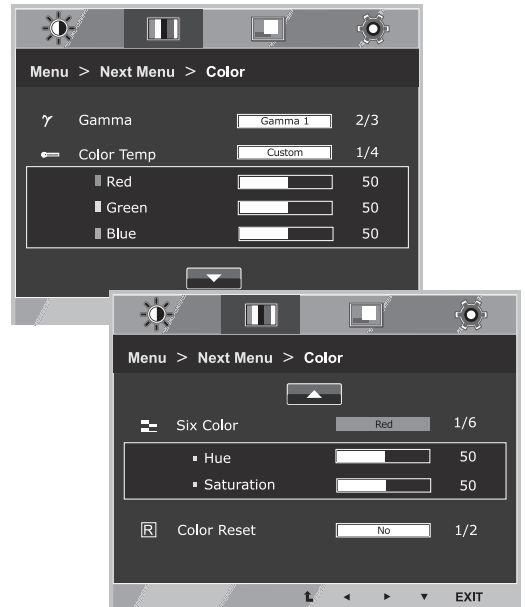 Menu > Next Menu > Color
γ Gamma Gamma 1 2/3
Color Temp Custom 1/4
Red 50
Green 50
Blue 50
Menu > Next Menu > Color
Six Color Red 1/6
Hue 50
Saturation 50
R Color Reset No 1/2
EXIT